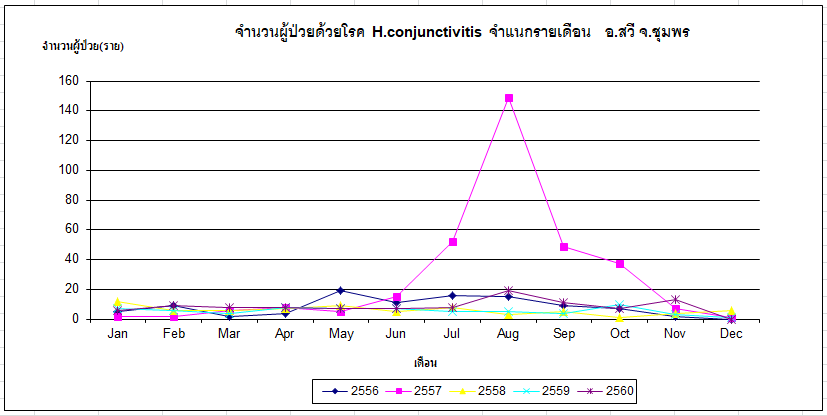 จำนวนผู้ป่วยด้วยโรค H.conjunctivitis จำแนกรายเดือน อ.สวี จ.ชุมพร
จำนวนผู้ป่วย(ราย)
160
140
120
100
80
60
40
20
0
Jan Feb Mar Apr May Jun Jul Aug Sep Oct Nov Dec
เดือน
2556 2557 2558 2559 2560